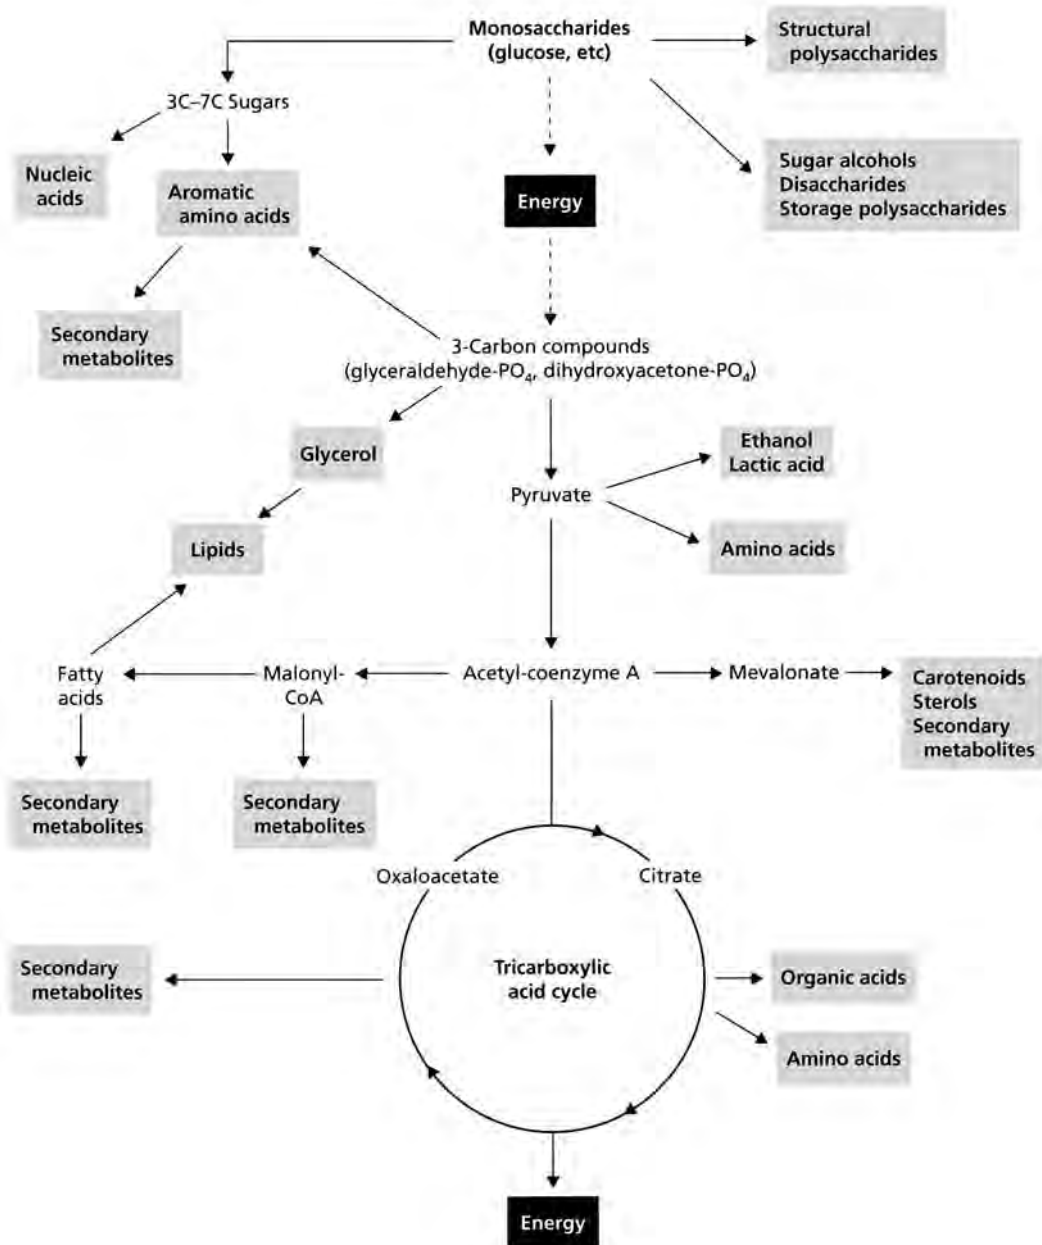 Monosaccharides
(glucose, etc)
Structural
polysaccharides
3C–7C Sugars
Nucleic
acids
Aromatic
amino acids
Energy
Sugar alcohols
Disaccharides
Storage polysaccharides
Secondary
metabolites
3-Carbon compounds
(glyceraldehyde-PO₄, dihydroxyacetone-PO₄)
Glycerol
Ethanol
Lactic acid
Pyruvate
Lipids
Amino acids
Fatty
acids
Malonyl-
CoA
Acetyl-coenzyme A
Mevalonate
Carotenoids
Sterols
Secondary
metabolites
Secondary
metabolites
Secondary
metabolites
Oxaloacetate
Citrate
Secondary
metabolites
Tricarboxylic
acid cycle
Organic acids
Amino acids
Energy